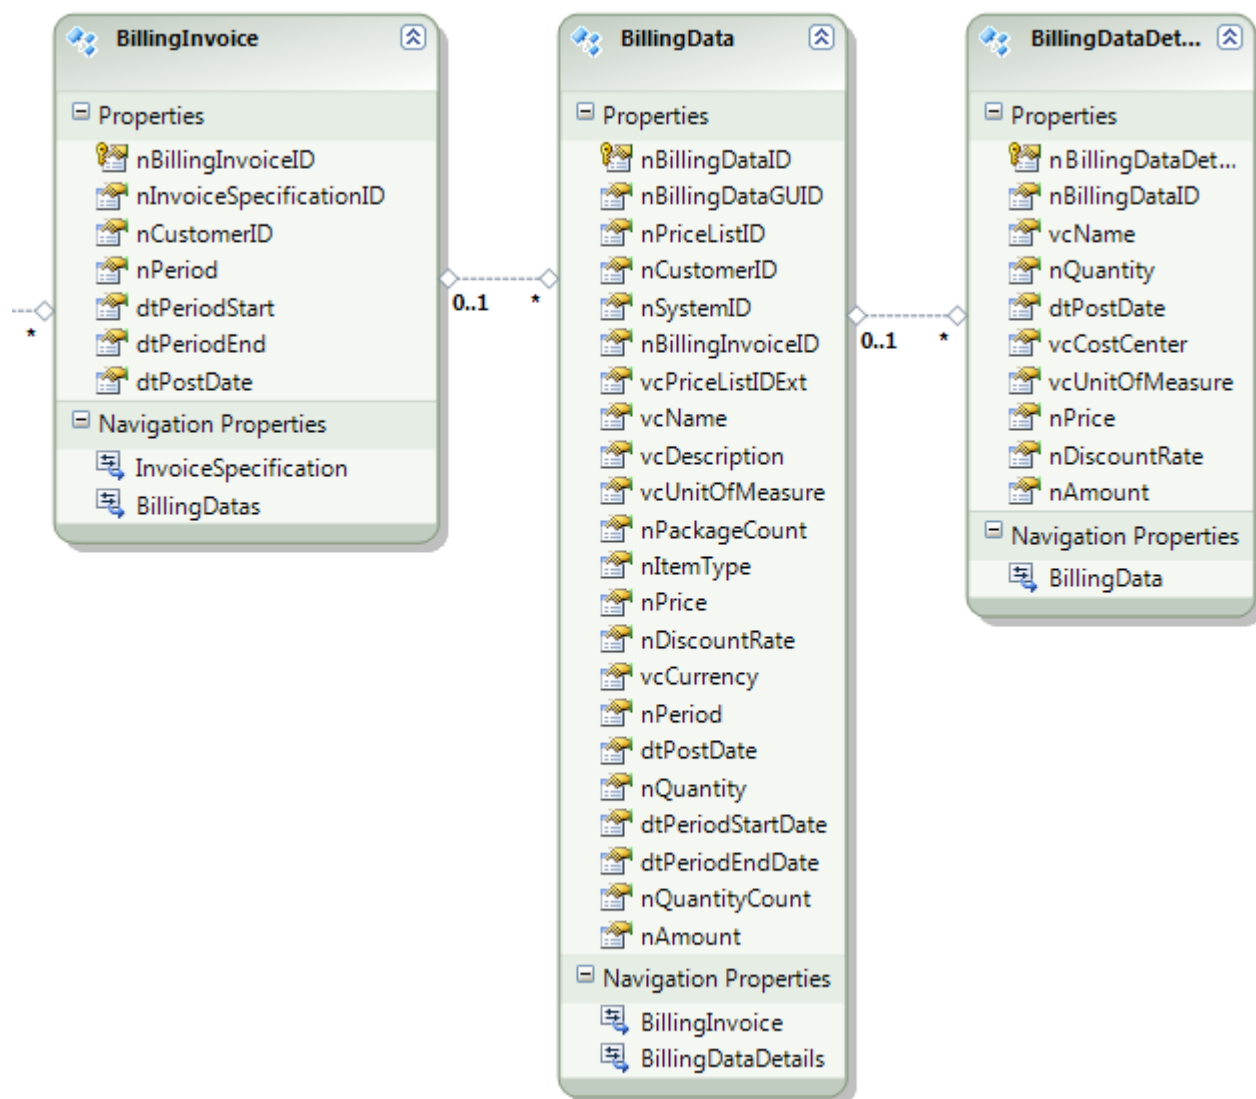 BillingInvoice
Properties
nBillingInvoiceID
nInvoiceSpecificationID
nCustomerID
nPeriod
dtPeriodStart
dtPeriodEnd
dtPostDate
Navigation Properties
InvoiceSpecification
BillingDatas
*
0..1 *
BillingData
Properties
nBillingDataID
nBillingDataGUID
nPriceListID
nCustomerID
nSystemID
nBillingInvoiceID
vcPriceListIDExt
vcName
vcDescription
vcUnitOfMeasure
nPackageCount
nItemType
nPrice
nDiscountRate
vcCurrency
nPeriod
dtPostDate
nQuantity
dtPeriodStartDate
dtPeriodEndDate
nQuantityCount
nAmount
Navigation Properties
BillingInvoice
BillingDataDetails
0..1 *
BillingDataDet...
Properties
nBillingDataDet...
nBillingDataID
vcName
nQuantity
dtPostDate
vcCostCenter
vcUnitOfMeasure
nPrice
nDiscountRate
nAmount
Navigation Properties
BillingData